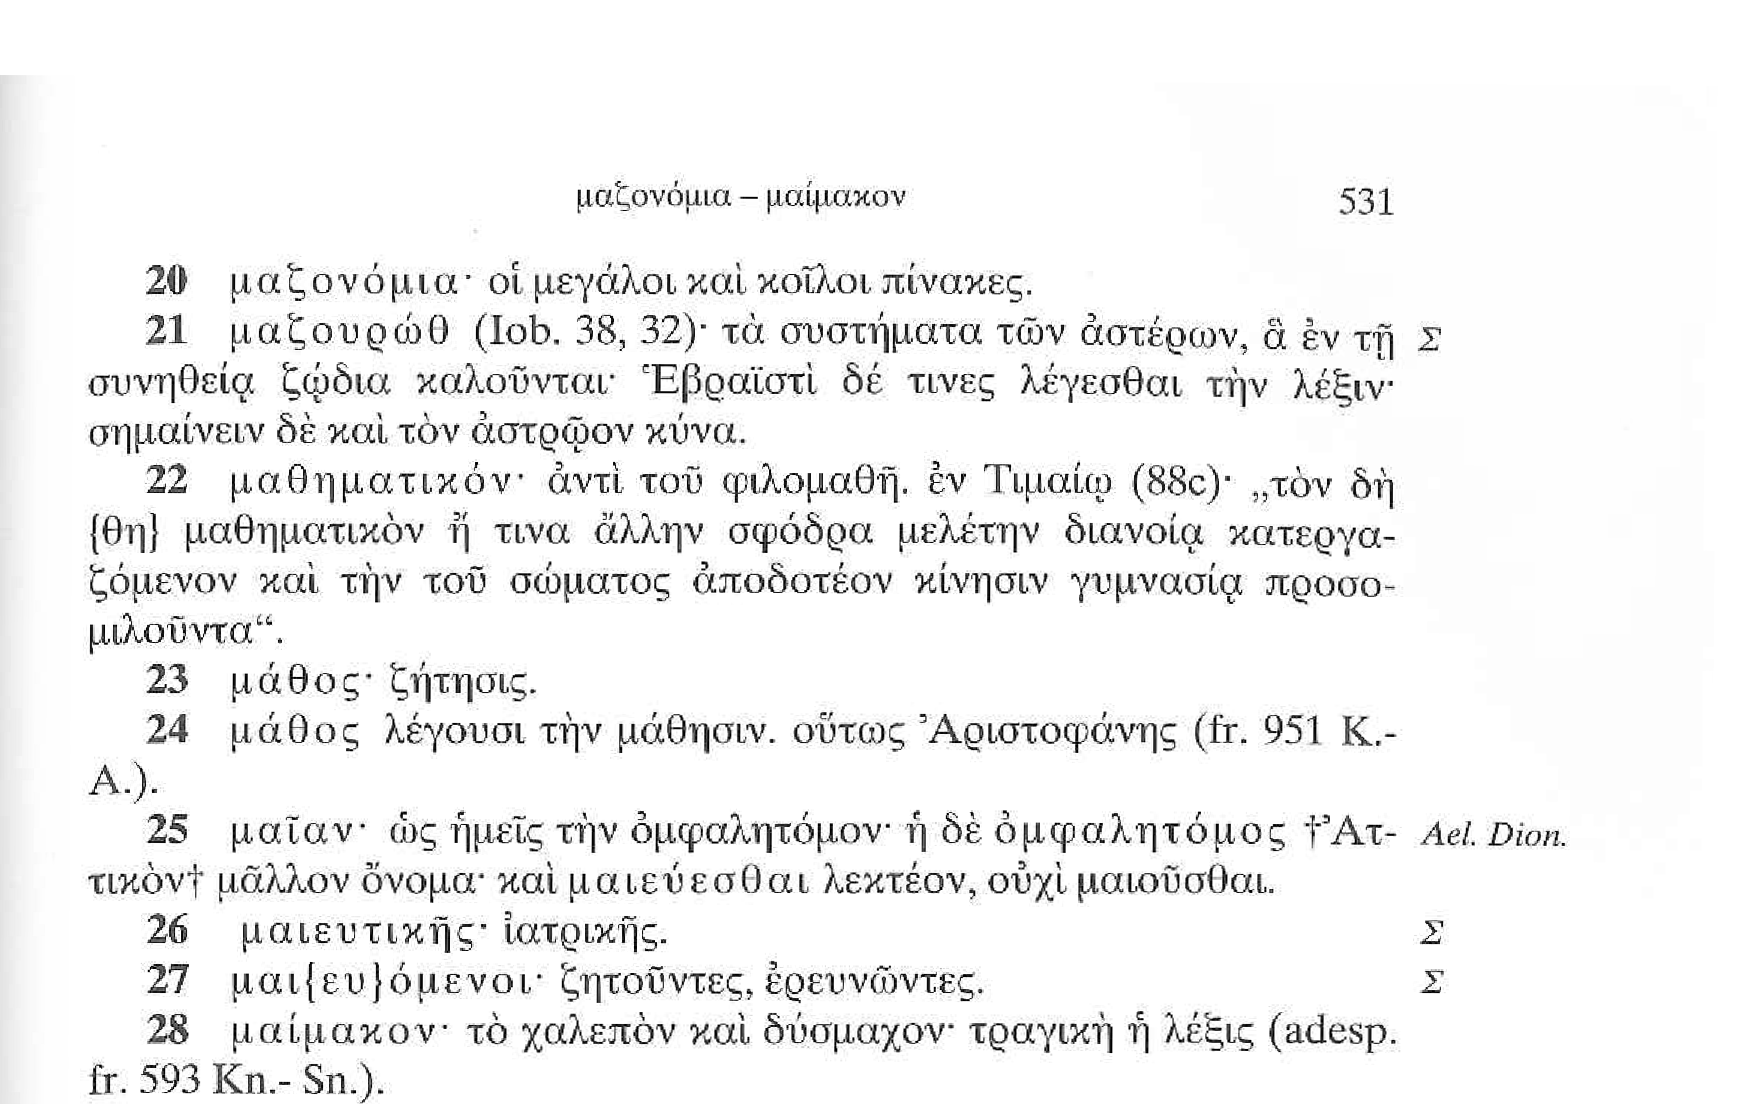 μαζονόμια – μαίμακον 531
20 μαζονόμια· οἱ μεγάλοι καὶ κοῖλοι πίνακες.
21 μαζουρώθ (Iob. 38, 32)· τὰ συστήματα τῶν ἀστέρων, ἃ ἐν τῇ Σ
συνηθείᾳ ζῴδια καλοῦνται· Ἑβραϊστὶ δέ τινες λέγεσθαι τὴν λέξιν·
σημαίνειν δὲ καὶ τὸν ἀστρῷον κύνα.
22 μαθηματικόν· ἀντὶ τοῦ φιλομαθῆ. ἐν Τιμαίῳ (88c)· „τὸν δὴ
{θη} μαθηματικὸν ἤ τινα ἄλλην σφόδρα μελέτην διανοίᾳ κατεργα-
ζόμενον καὶ τὴν τοῦ σώματος ἀποδοτέον κίνησιν γυμνασίᾳ προσο-
μιλοῦντα“.
23 μάθος· ζήτησις.
24 μάθος λέγουσι τὴν μάθησιν. οὕτως Ἀριστοφάνης (fr. 951 K.-
A.).
25 μαῖαν· ὡς ἡμεῖς τὴν ὀμφαλητόμον· ἡ δὲ ὀμφαλητόμος †Ἀτ- Ael. Dion.
τικὸν† μᾶλλον ὄνομα· καὶ μαιεύεσθαι λεκτέον, οὐχὶ μαιοῦσθαι.
26 μαιευτικῆς· ἰατρικῆς. Σ
27 μαι{ευ}όμενοι· ζητοῦντες, ἐρευνῶντες. Σ
28 μαίμακον· τὸ χαλεπὸν καὶ δύσμαχον· τραγικὴ ἡ λέξις (adesp.
fr. 593 Kn.- Sn.).